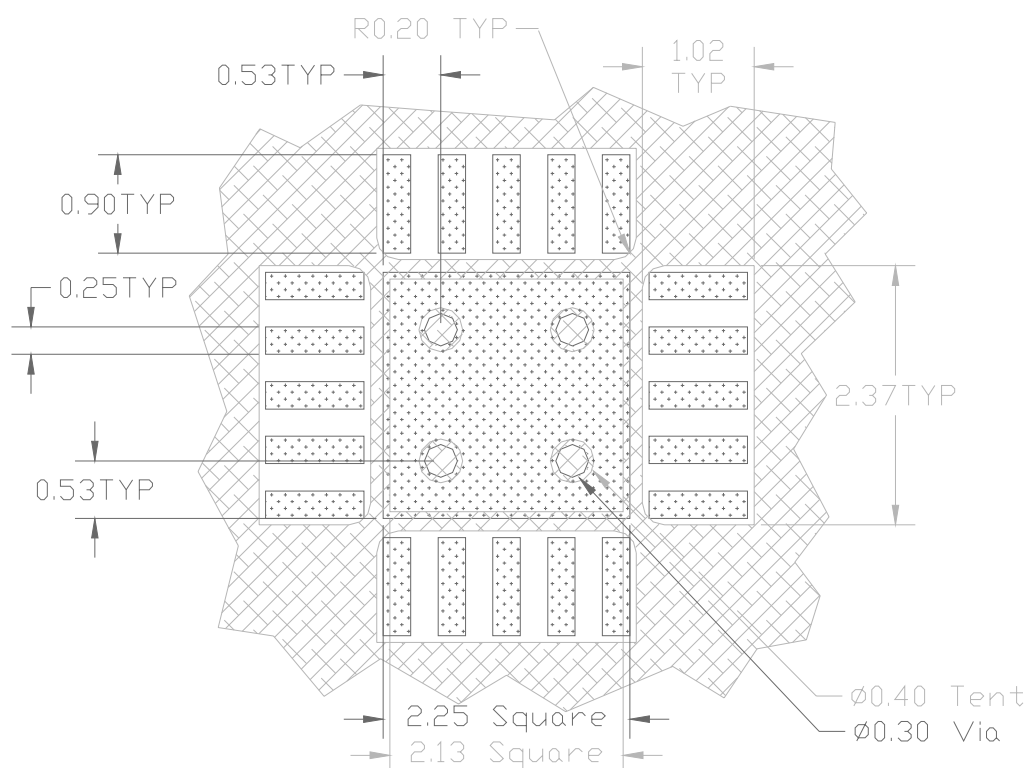 R0.20 TYP
1.02
TYP
0.53TYP
0.90TYP
0.25TYP
2.37TYP
0.53TYP
Ø0.40 Tent
2.25 Square
Ø0.30 Via
2.13 Square